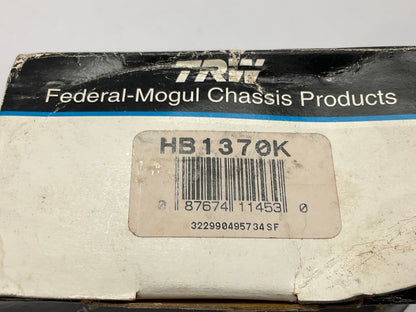 TRW
Federal-Mogul Chassis Products
HB1370K
0 87674 11453 0
322990495734SF